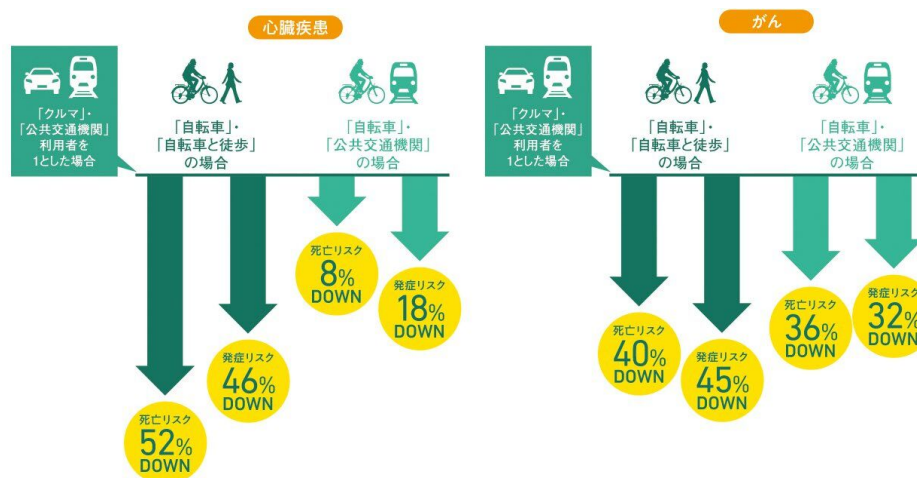 心臓疾患
「クルマ」・
「公共交通機関」
利用者を
1とした場合
「自転車」・
「自転車と徒歩」
の場合
「自転車」・
「公共交通機関」
の場合
死亡リスク
52%
DOWN
発症リスク
46%
DOWN
死亡リスク
8%
DOWN
発症リスク
18%
DOWN
がん
「クルマ」・
「公共交通機関」
利用者を
1とした場合
「自転車」・
「自転車と徒歩」
の場合
「自転車」・
「公共交通機関」
の場合
死亡リスク
40%
DOWN
発症リスク
45%
DOWN
死亡リスク
36%
DOWN
発症リスク
32%
DOWN